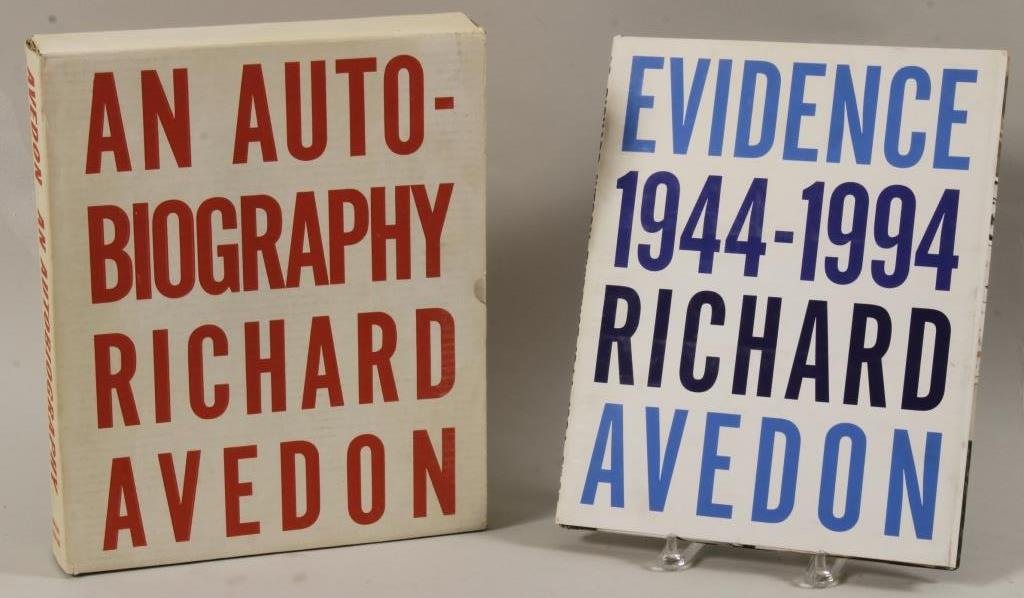 AVEDON AN AUTOBIOGRAPHY
AN AUTO-
BIOGRAPHY
RICHARD
AVEDON
EVIDENCE
1944-1994
RICHARD
AVEDON